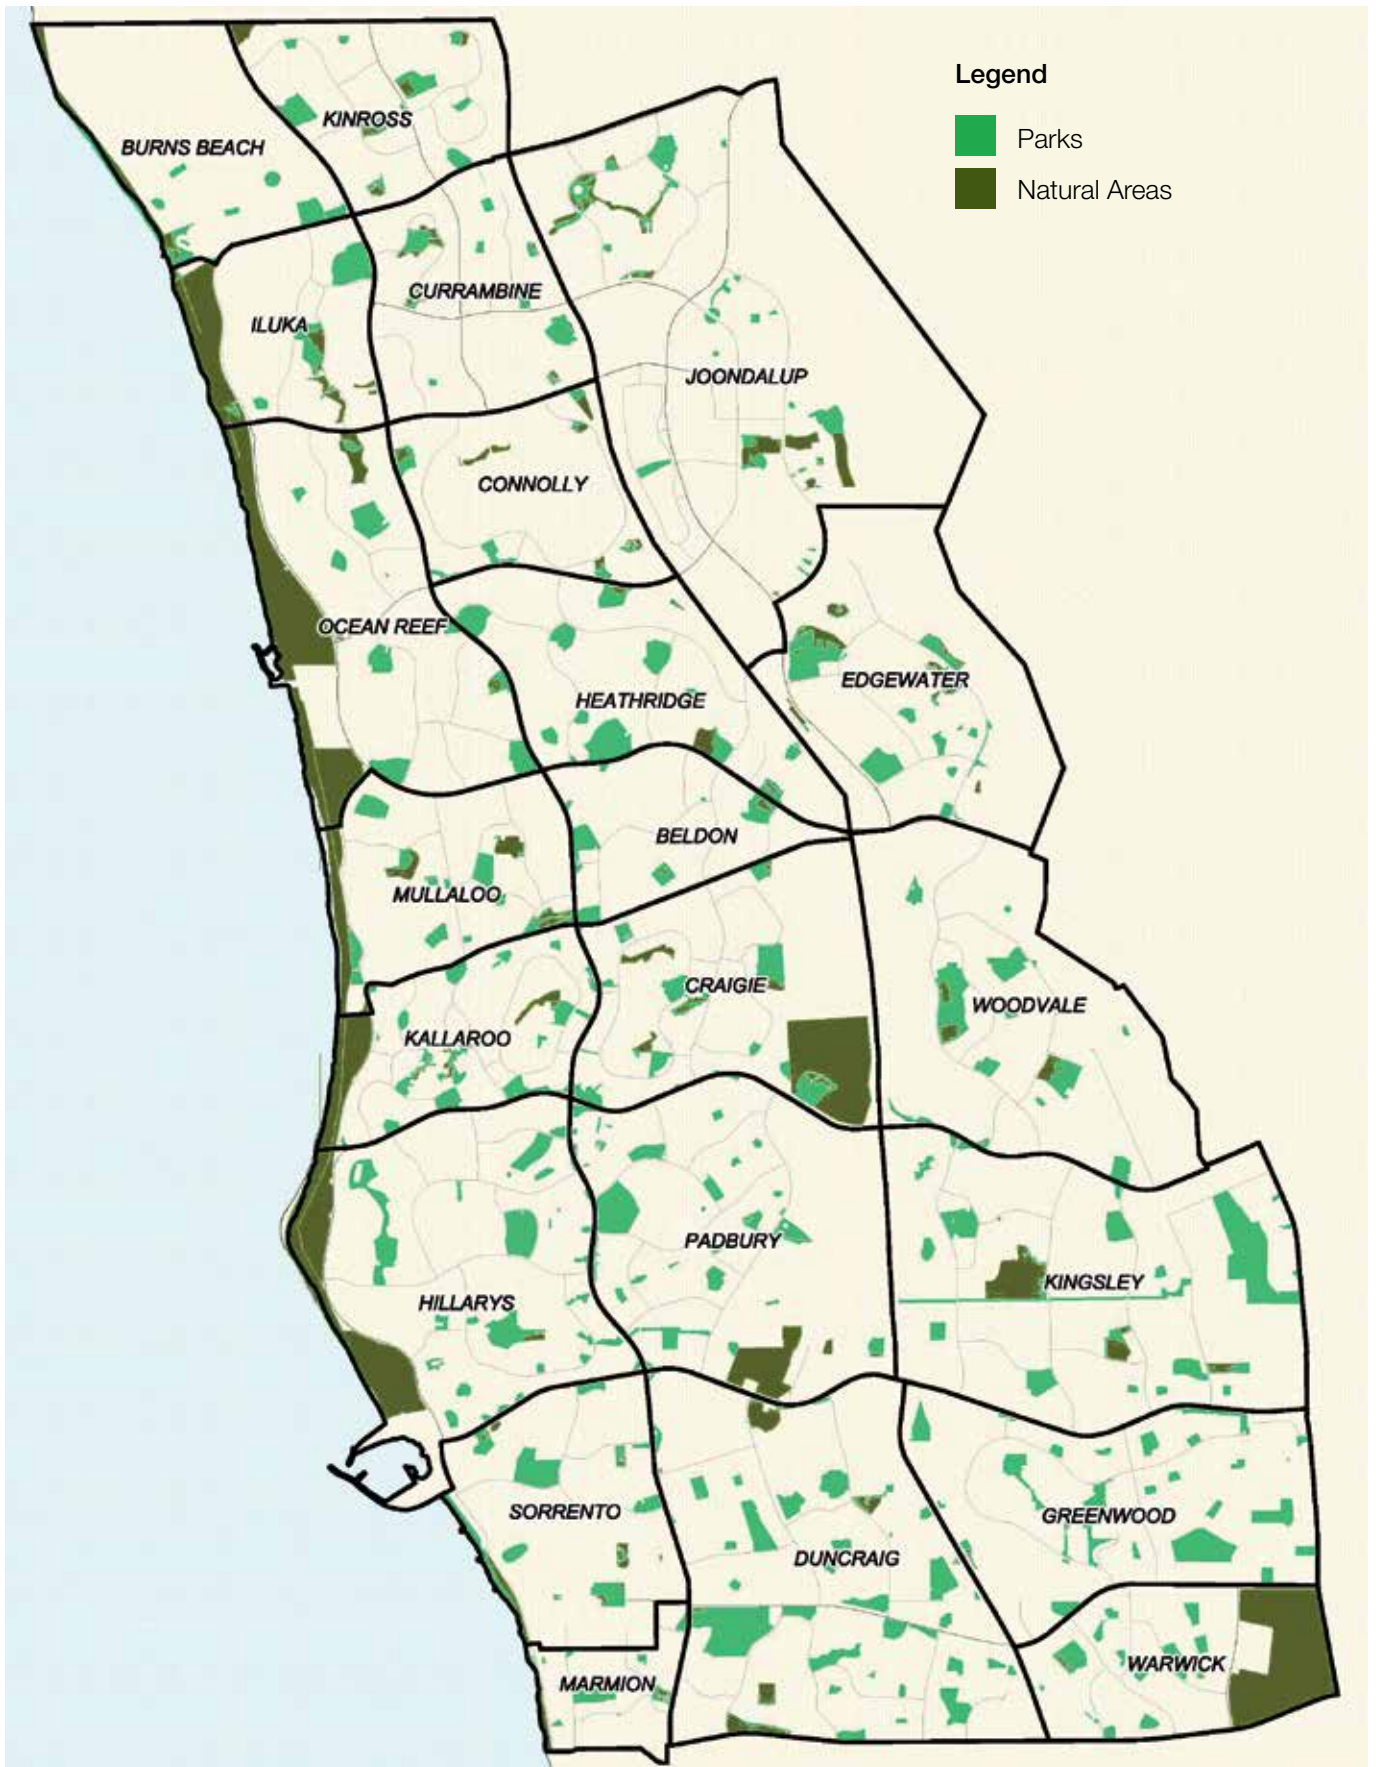 Legend
Parks
Natural Areas
KINROSS
BURNS BEACH
CURRAMBINE
ILUKA
JOONDALUP
CONNOLLY
OCEAN REEF
EDGEWATER
HEATHRIDGE
BELDON
MULLALOO
CRAIGIE
WOODVALE
KALLAROO
PADBURY
KINGSLEY
HILLARYS
SORRENTO
GREENWOOD
DUNCRAIG
WARWICK
MARMION